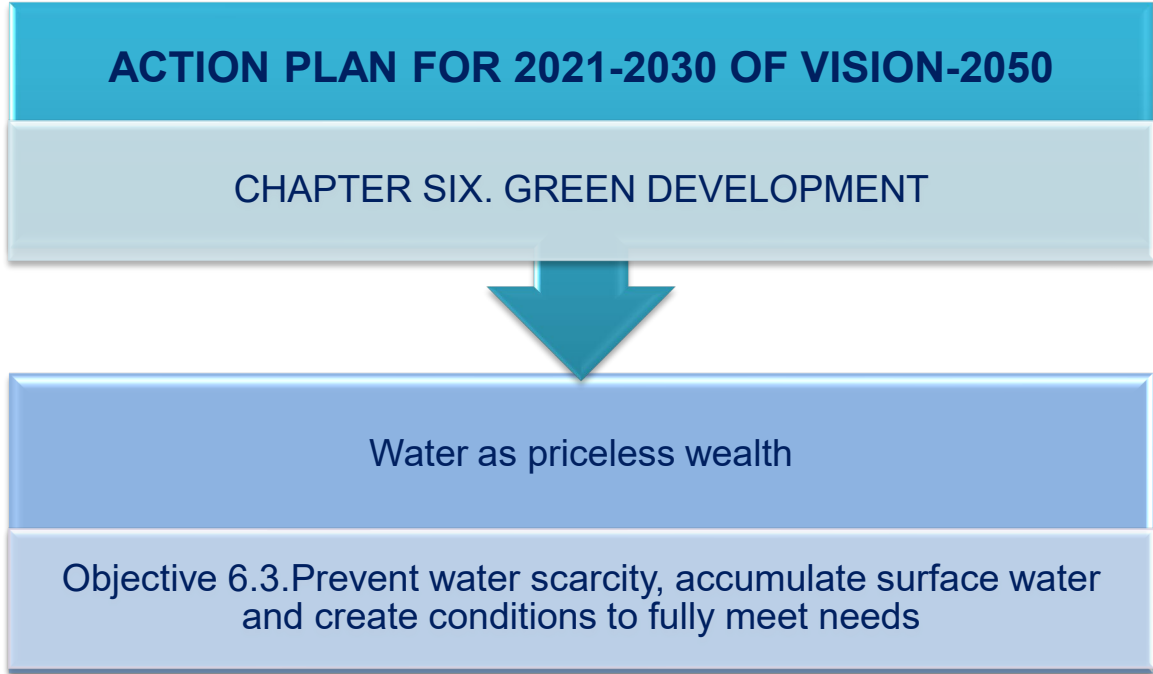 ACTION PLAN FOR 2021-2030 OF VISION-2050
CHAPTER SIX. GREEN DEVELOPMENT
Water as priceless wealth
Objective 6.3.Prevent water scarcity, accumulate surface water
and create conditions to fully meet needs